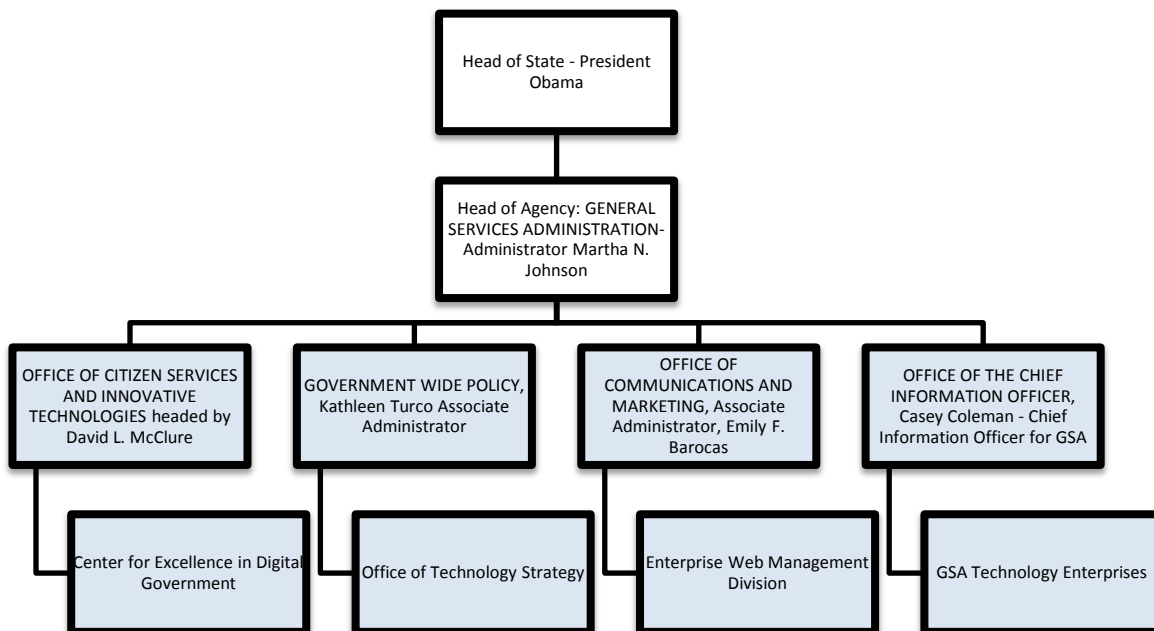 Head of State - President
Obama
Head of Agency: GENERAL
SERVICES ADMINISTRATION-
Administrator Martha N.
Johnson
OFFICE OF CITIZEN SERVICES
AND INNOVATIVE
TECHNOLOGIES headed by
David L. McClure
GOVERNMENT WIDE POLICY,
Kathleen Turco Associate
Administrator
OFFICE OF
COMMUNICATIONS AND
MARKETING, Associate
Administrator, Emily F.
Barocas
OFFICE OF THE CHIEF
INFORMATION OFFICER,
Casey Coleman - Chief
Information Officer for GSA
Center for Excellence in Digital
Government
Office of Technology Strategy
Enterprise Web Management
Division
GSA Technology Enterprises